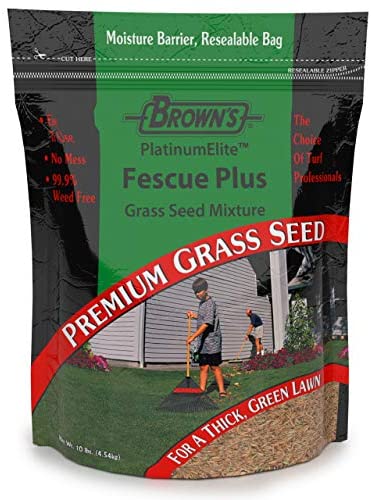 Moisture Barrier, Resealable Bag
CUT HERE
RESEALABLE ZIPPER
BROWN'S®
PlatinumElite™
Fescue Plus
Grass Seed Mixture
• To
Use.
• No Mess
• 99.9%
Weed Free
The
Choice
Of Turf
Professionals
PREMIUM GRASS SEED
FOR A THICK, GREEN LAWN
Net Wt. 10 lbs. (4.54kg)